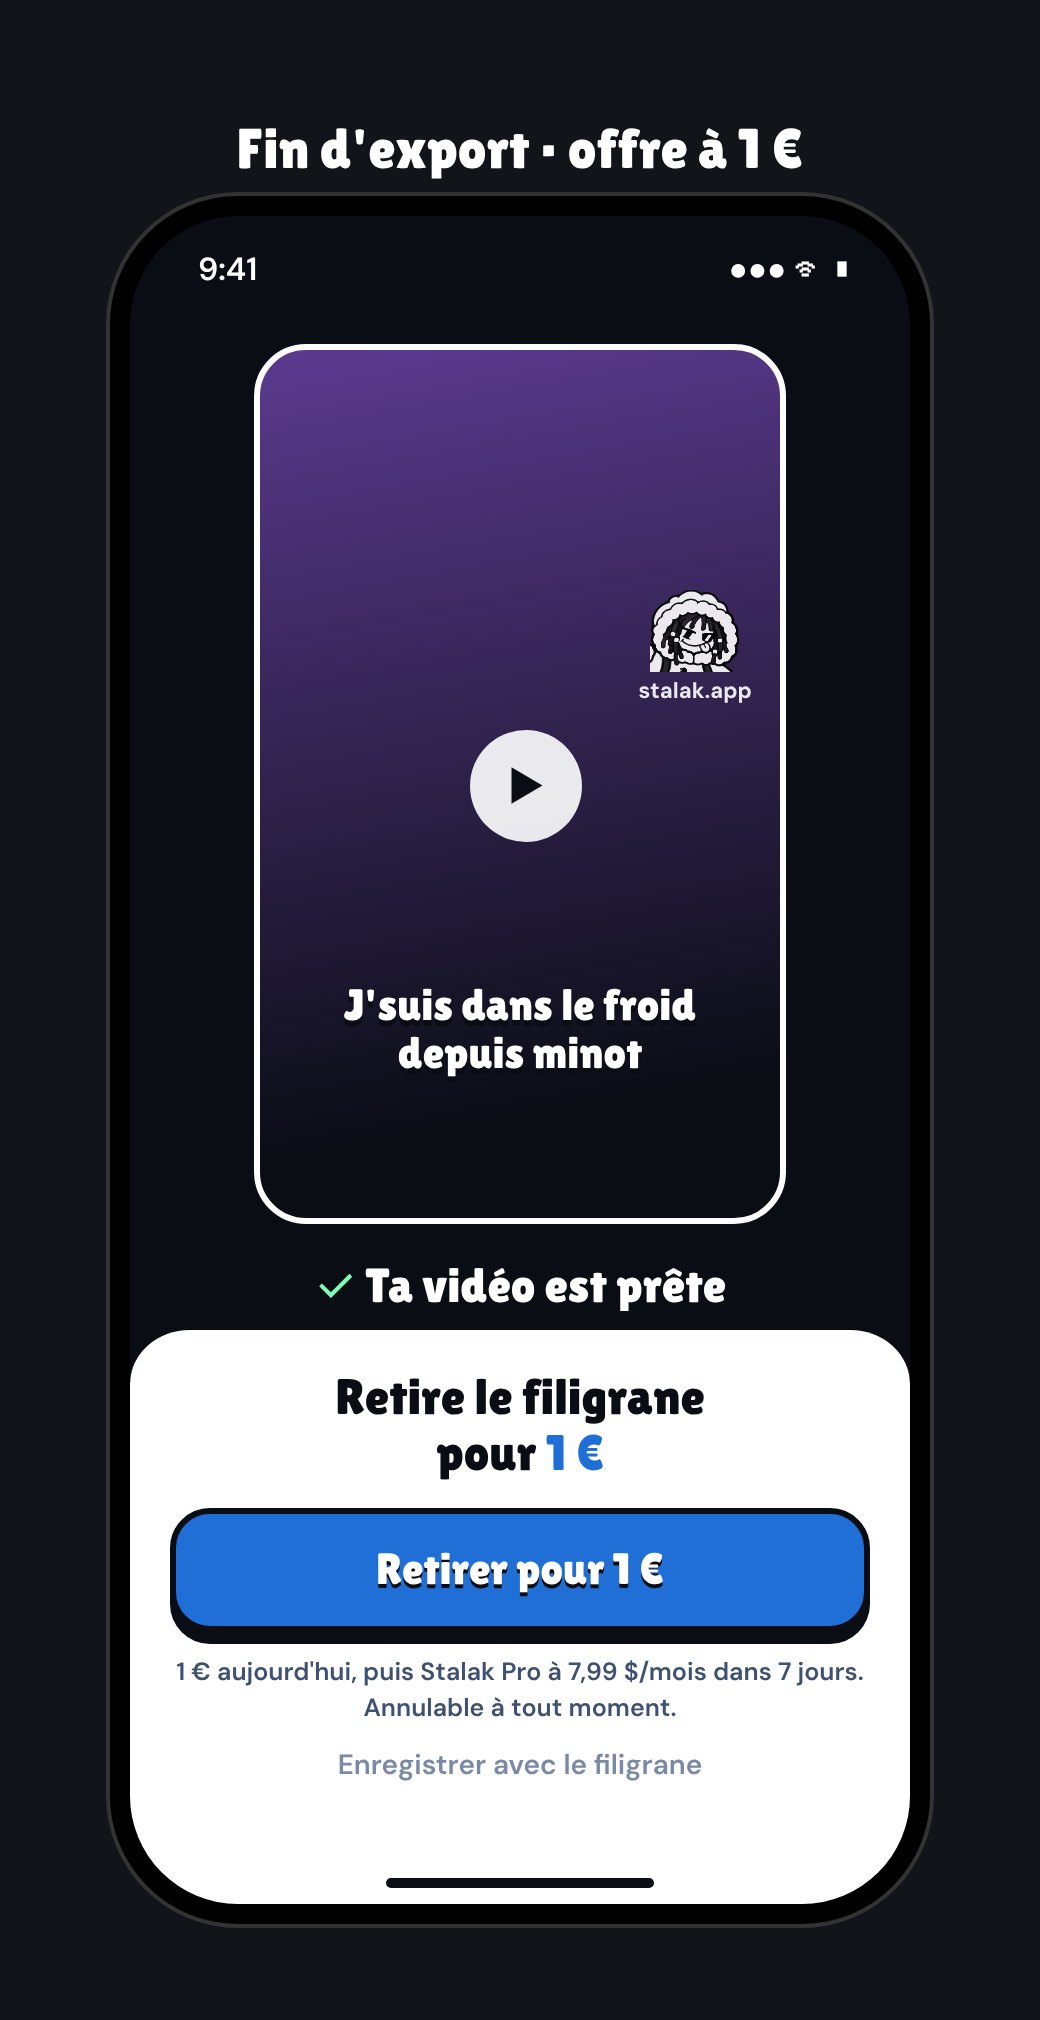 Fin d'export · offre à 1 €
9:41
stalak.app
J'suis dans le froid
depuis minot
Ta vidéo est prête
Retire le filigrane
pour 1 €
Retirer pour 1 €
1 € aujourd'hui, puis Stalak Pro à 7,99 $/mois dans 7 jours.
Annulable à tout moment.
Enregistrer avec le filigrane